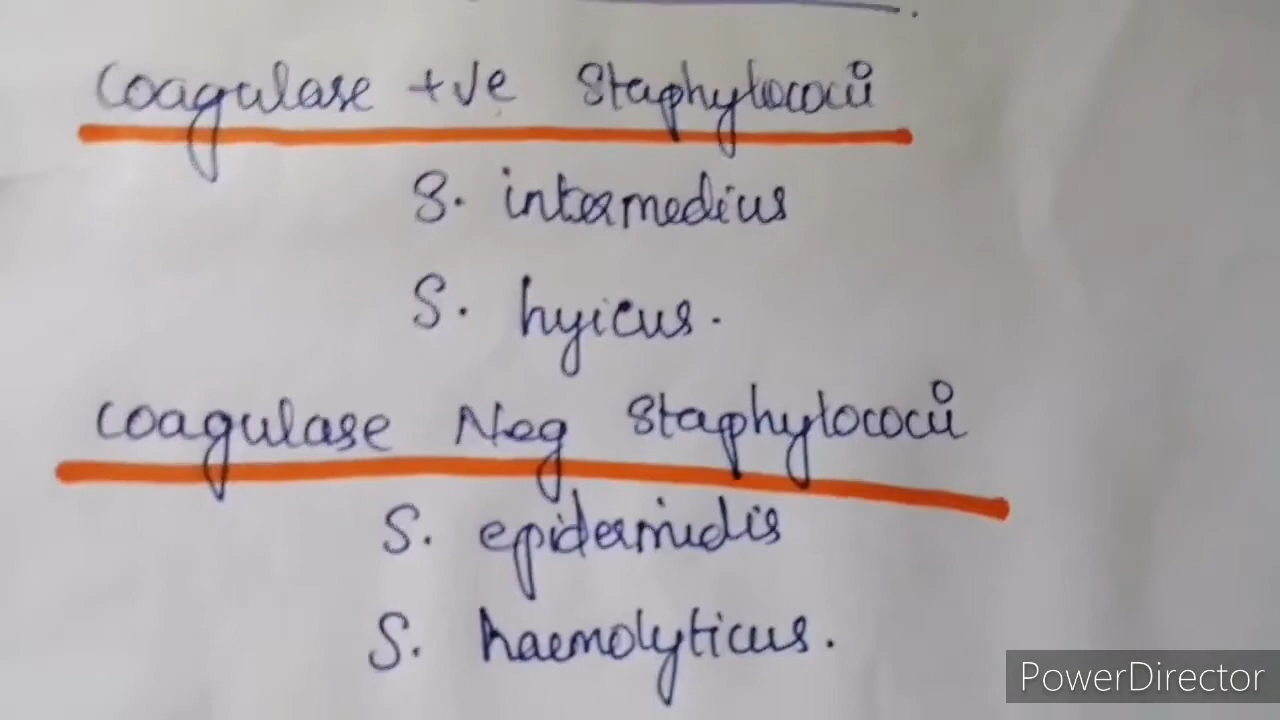 Coagulase +ve Staphylococci
S. intermedius
S. hyicus.
Coagulase Neg Staphylococci
S. epidermidis
S. haemolyticus.
PowerDirector